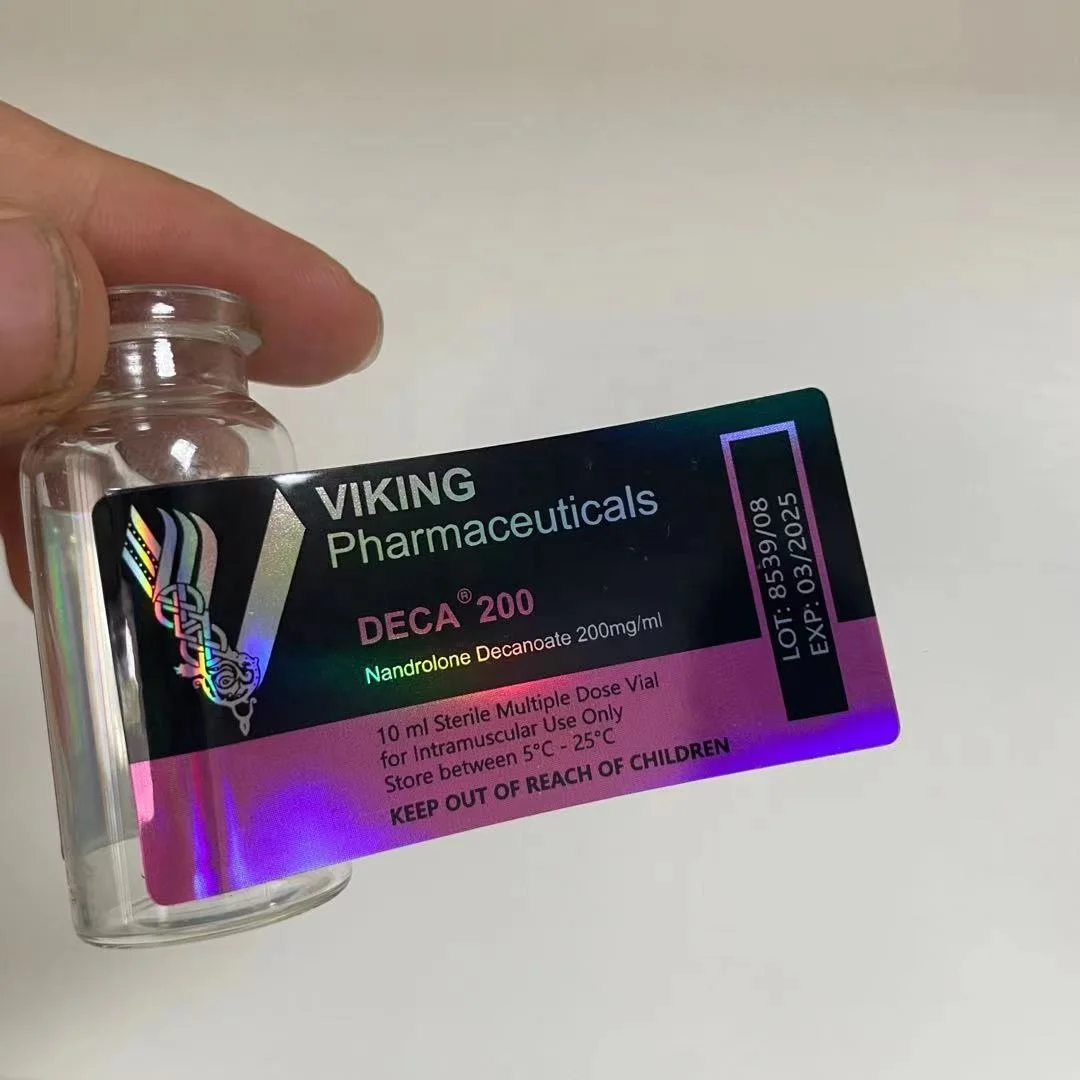 VIKING
Pharmaceuticals
DECA® 200
Nandrolone Decanoate 200mg/ml
10 ml Sterile Multiple Dose Vial
for Intramuscular Use Only
Store between 5°C - 25°C
KEEP OUT OF REACH OF CHILDREN
LOT: 8539/08
EXP: 03/2025